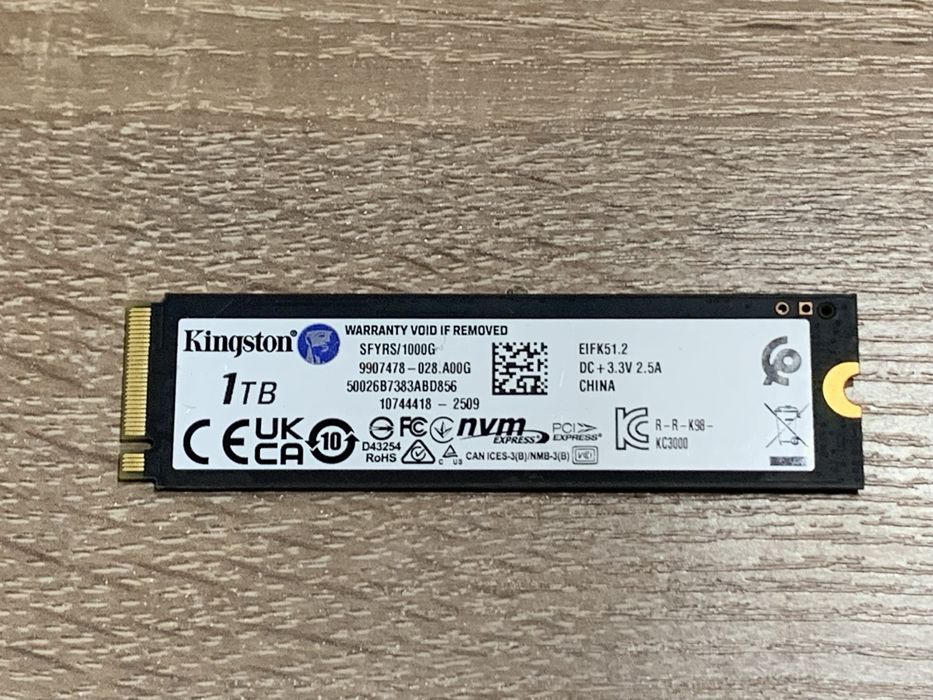 Kingston®
WARRANTY VOID IF REMOVED
SFYRS/1000G
9907478-028.A00G
50026B7383ABD856
10744418 - 2509
1TB
EIFK51.2
DC+3.3V 2.5A
CHINA
CE UK CA
10
D43254
RoHS
FC
nvm
EXPRESS
PCI
EXPRESS®
C US
CAN ICES-3(B)/NMB-3(B)
VCI
R-R-K98-
KC3000